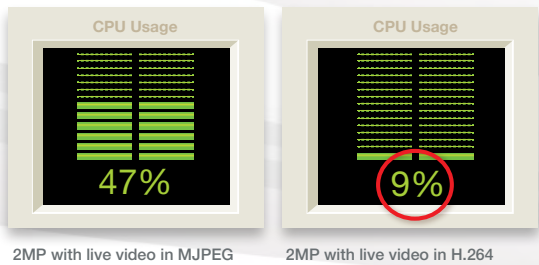 CPU Usage
47%
2MP with live video in MJPEG
CPU Usage
9%
2MP with live video in H.264